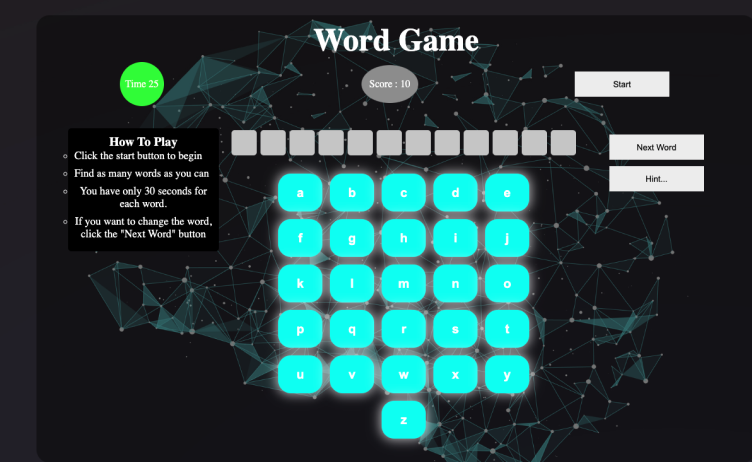 Word Game
Time 25
Score : 10
Start
How To Play
Click the start button to begin
Find as many words as you can
You have only 30 seconds for
each word.
If you want to change the word,
click the "Next Word" button
Next Word
Hint...
a b c d e
f g h i j
k l m n o
p q r s t
u v w x y
z